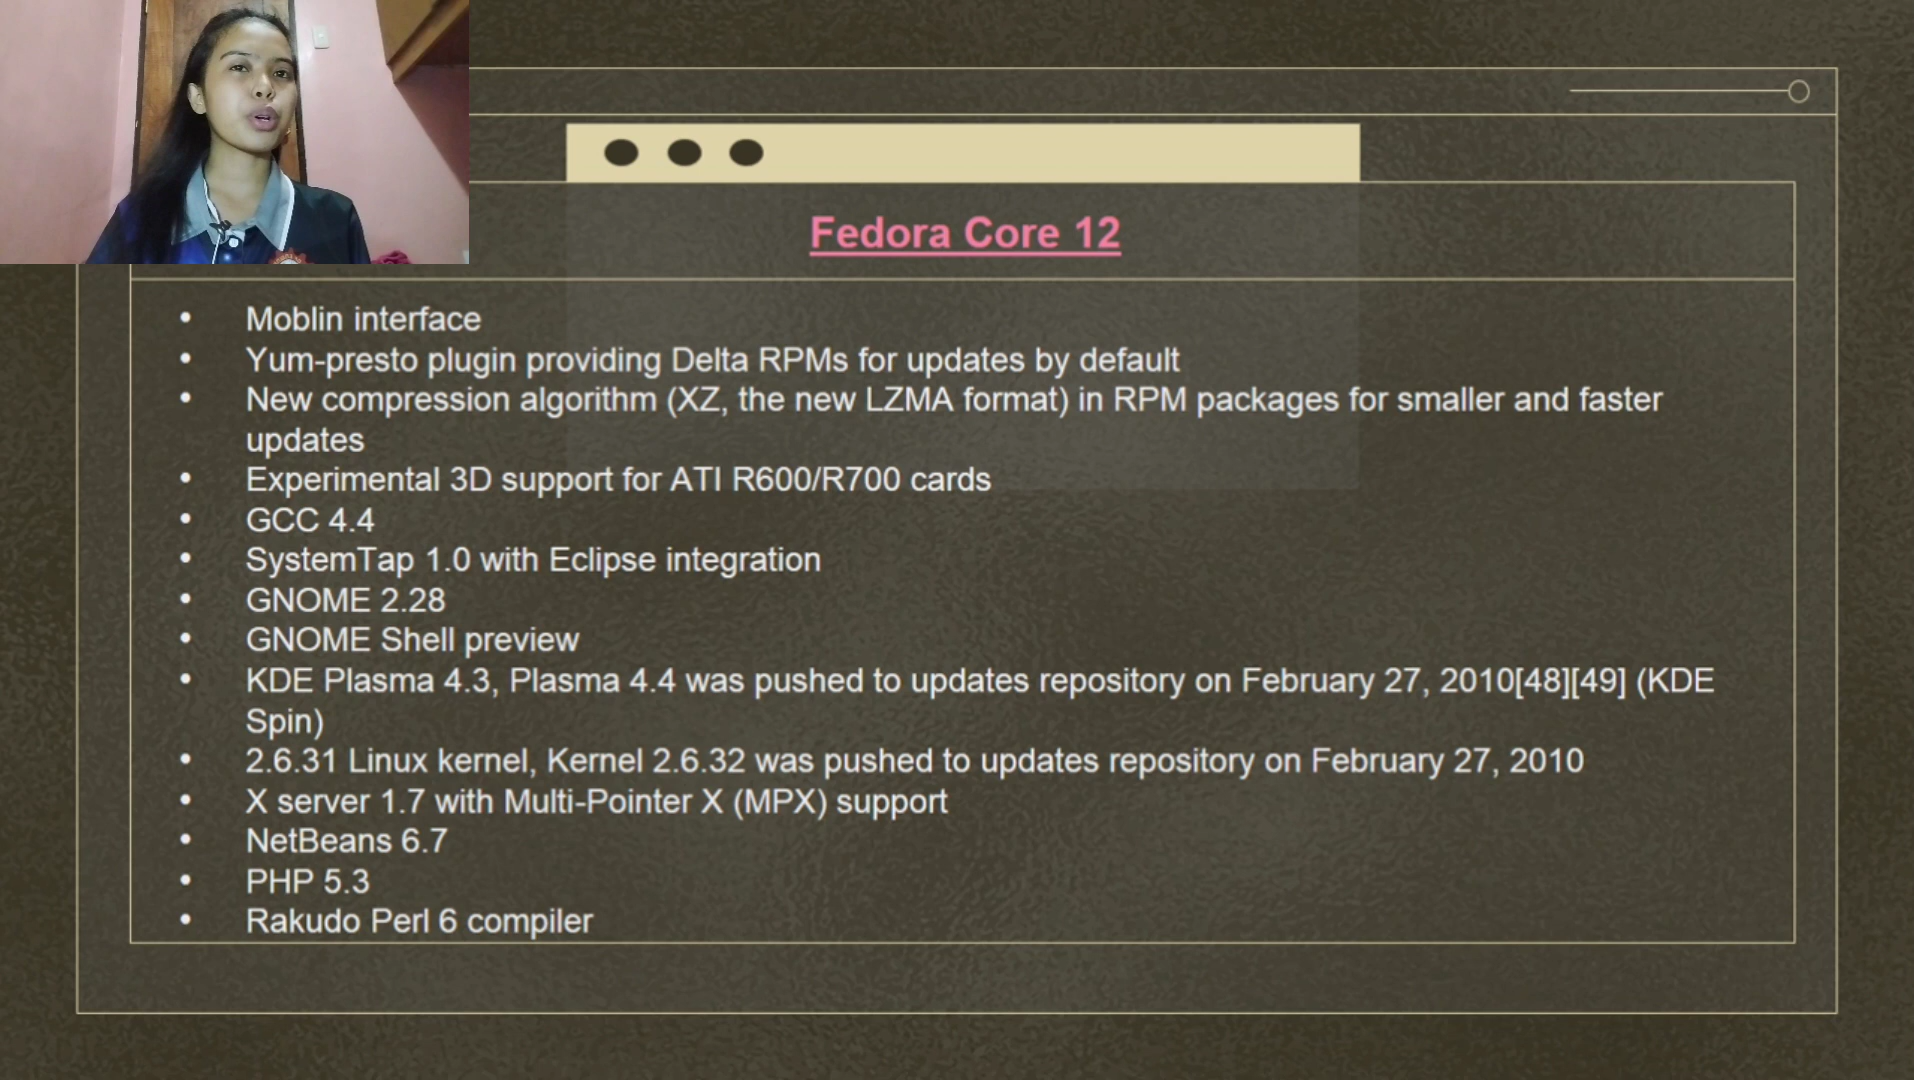 Fedora Core 12
• Moblin interface
• Yum-presto plugin providing Delta RPMs for updates by default
• New compression algorithm (XZ, the new LZMA format) in RPM packages for smaller and faster
updates
• Experimental 3D support for ATI R600/R700 cards
• GCC 4.4
• SystemTap 1.0 with Eclipse integration
• GNOME 2.28
• GNOME Shell preview
• KDE Plasma 4.3, Plasma 4.4 was pushed to updates repository on February 27, 2010[48][49] (KDE
Spin)
• 2.6.31 Linux kernel, Kernel 2.6.32 was pushed to updates repository on February 27, 2010
• X server 1.7 with Multi-Pointer X (MPX) support
• NetBeans 6.7
• PHP 5.3
• Rakudo Perl 6 compiler